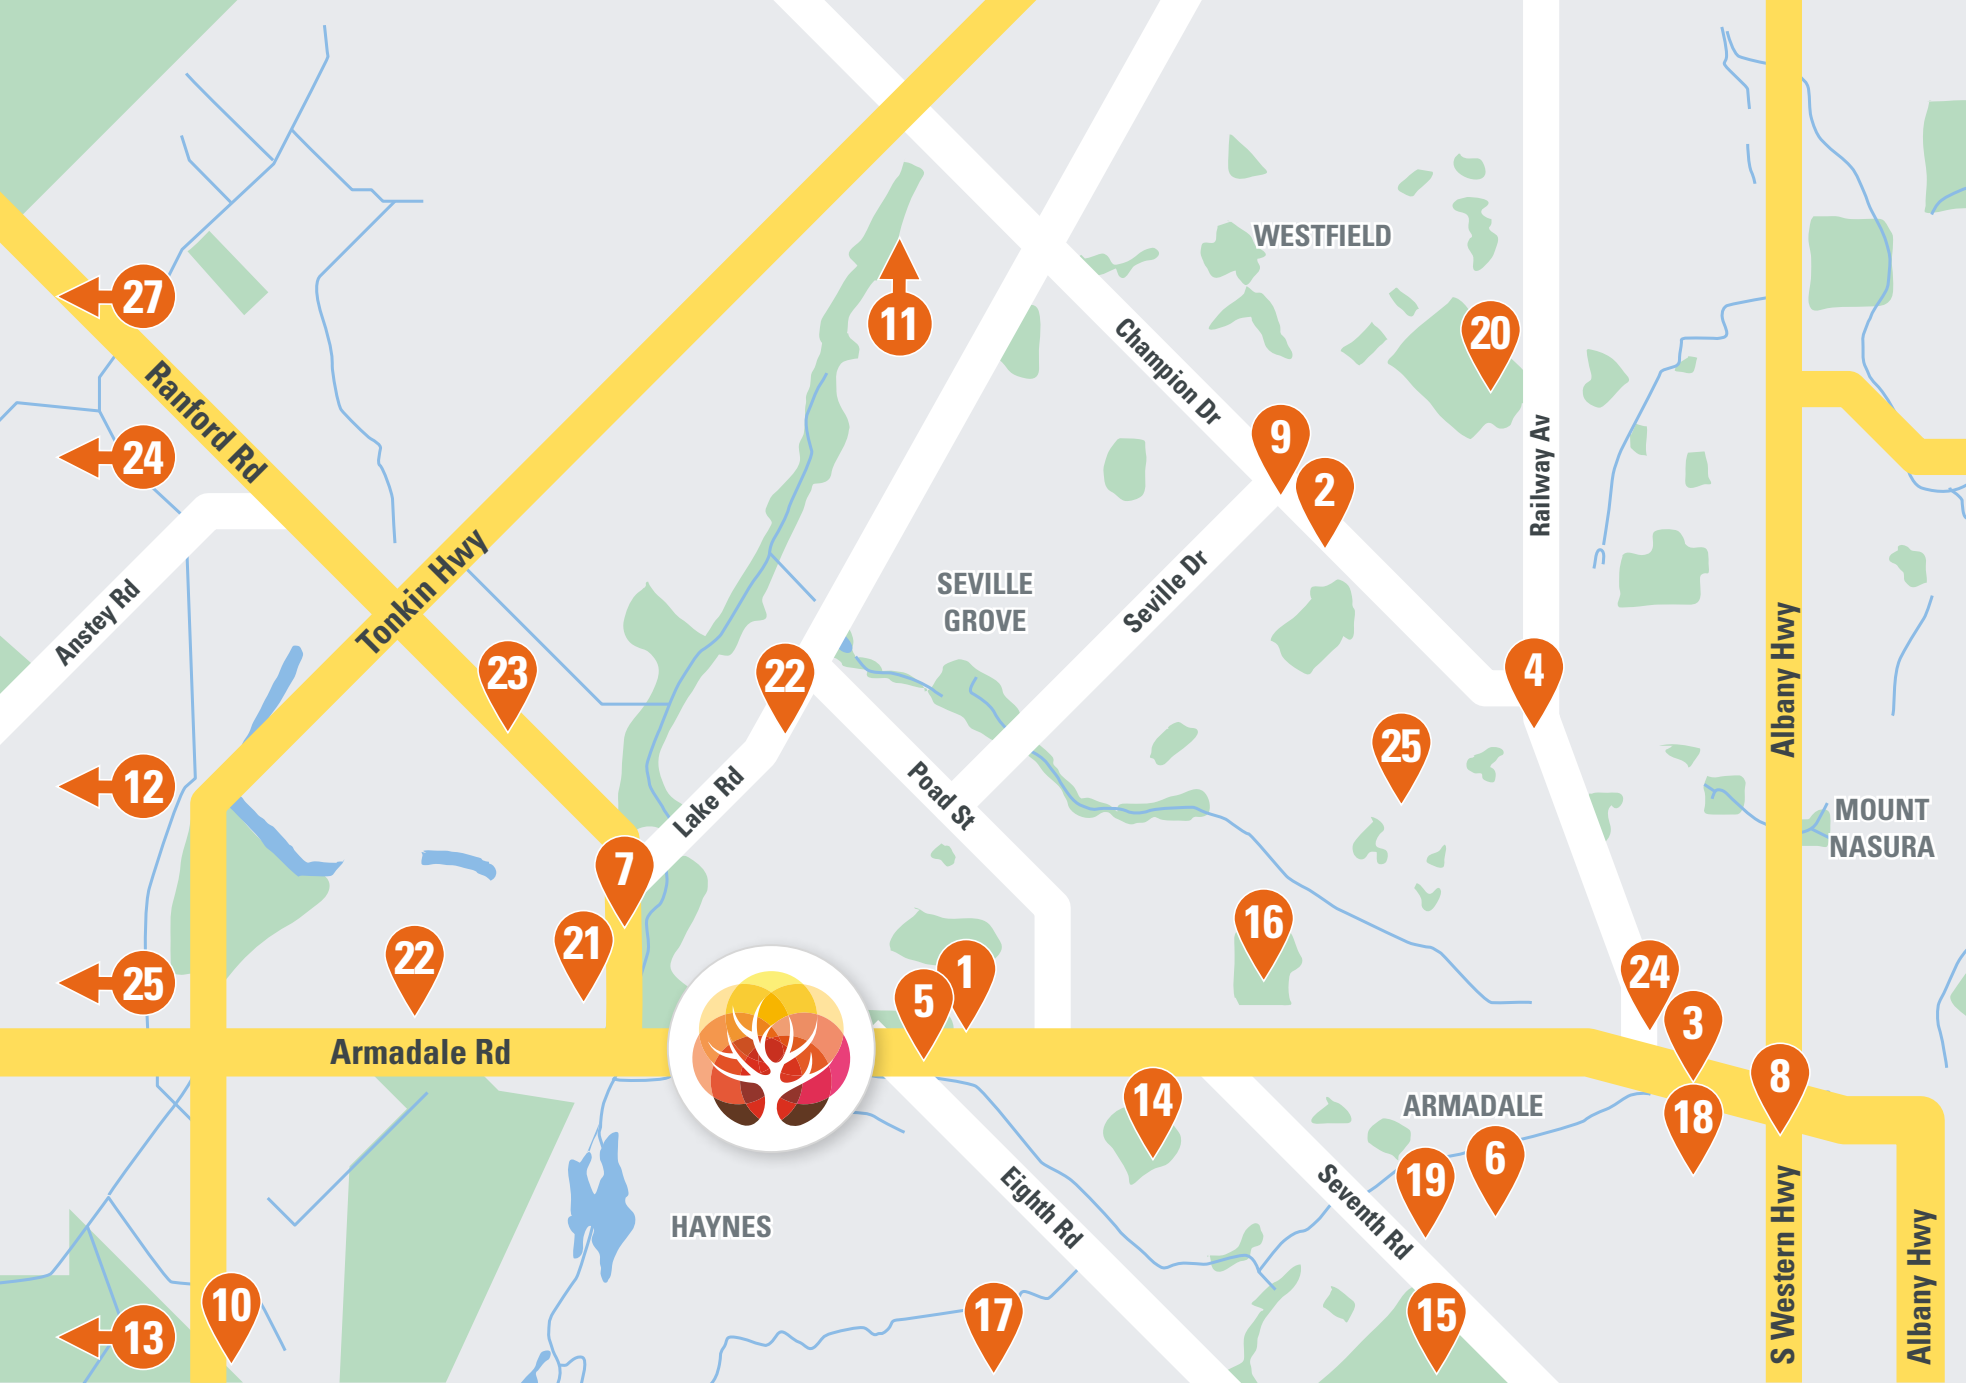 WESTFIELD
27
11
Champion Dr
20
Ranford Rd
24
9
Railway Av
2
Tonkin Hwy
Anstey Rd
SEVILLE
GROVE
Seville Dr
Albany Hwy
23
22
4
25
12
Lake Rd
Poad St
MOUNT
NASURA
7
16
22
21
25
5
1
24
3
Armadale Rd
8
14
ARMADALE
18
19
6
HAYNES
Eighth Rd
Seventh Rd
S Western Hwy
Albany Hwy
10
13
17
15